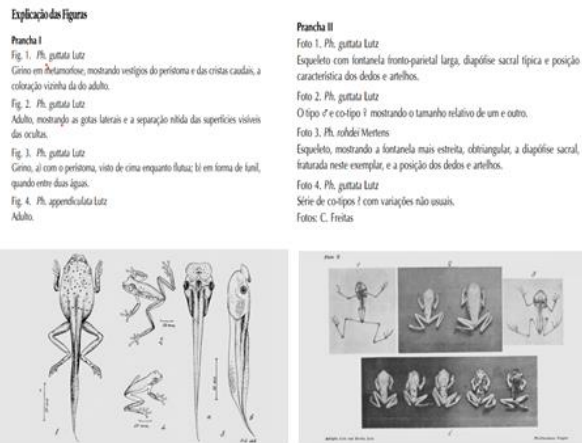 Explicação das Figuras
Prancha I
Fig. 1. Ph. guttata Lutz
Girino em metamorfose, mostrando vestígios do perístoma e das cristas caudais, a
coloração vizinha da do adulto.
Fig. 2. Ph. guttata Lutz
Adulto, mostrando as gotas laterais e a separação nítida das superfícies visíveis
das ocultas.
Fig. 3. Ph. guttata Lutz
Girino, a) com o perístoma, visto de cima enquanto flutua; b) em forma de funil,
quando entre duas águas.
Fig. 4. Ph. appendiculata Lutz
Adulto.
Prancha II
Foto 1. Ph. guttata Lutz
Esqueleto com fontanela fronto-parietal larga, diapófise sacral típica e posição
característica dos dedos e artelhos.
Foto 2. Ph. guttata Lutz
O tipo ♂ e co-tipo ♀ mostrando o tamanho relativo de um e outro.
Foto 3. Ph. rohdei Mertens
Esqueleto, mostrando a fontanela mais estreita, obtriangular, a diapófise sacral,
fraturada neste exemplar, e a posição dos dedos e artelhos.
Foto 4. Ph. guttata Lutz
Série de co-tipos ♀ com variações não usuais.
Fotos: C. Freitas